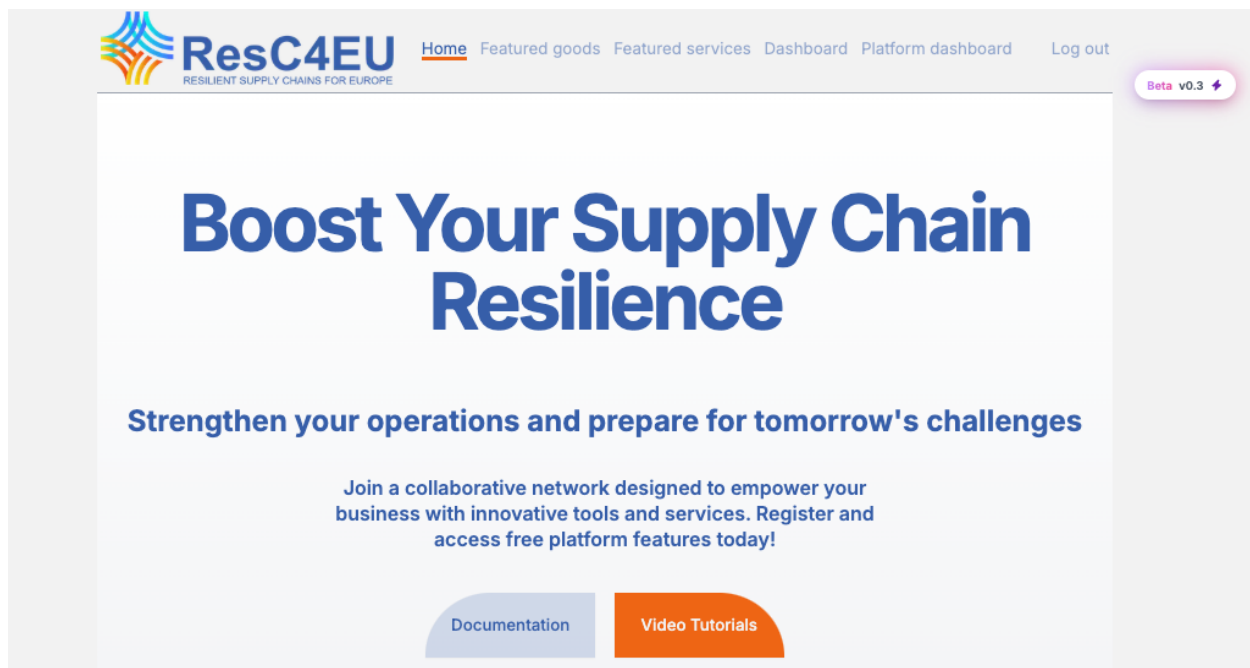 ResC4EU
RESILIENT SUPPLY CHAINS FOR EUROPE
Home Featured goods Featured services Dashboard Platform dashboard Log out
Beta v0.3
Boost Your Supply Chain
Resilience
Strengthen your operations and prepare for tomorrow's challenges
Join a collaborative network designed to empower your
business with innovative tools and services. Register and
access free platform features today!
Documentation Video Tutorials